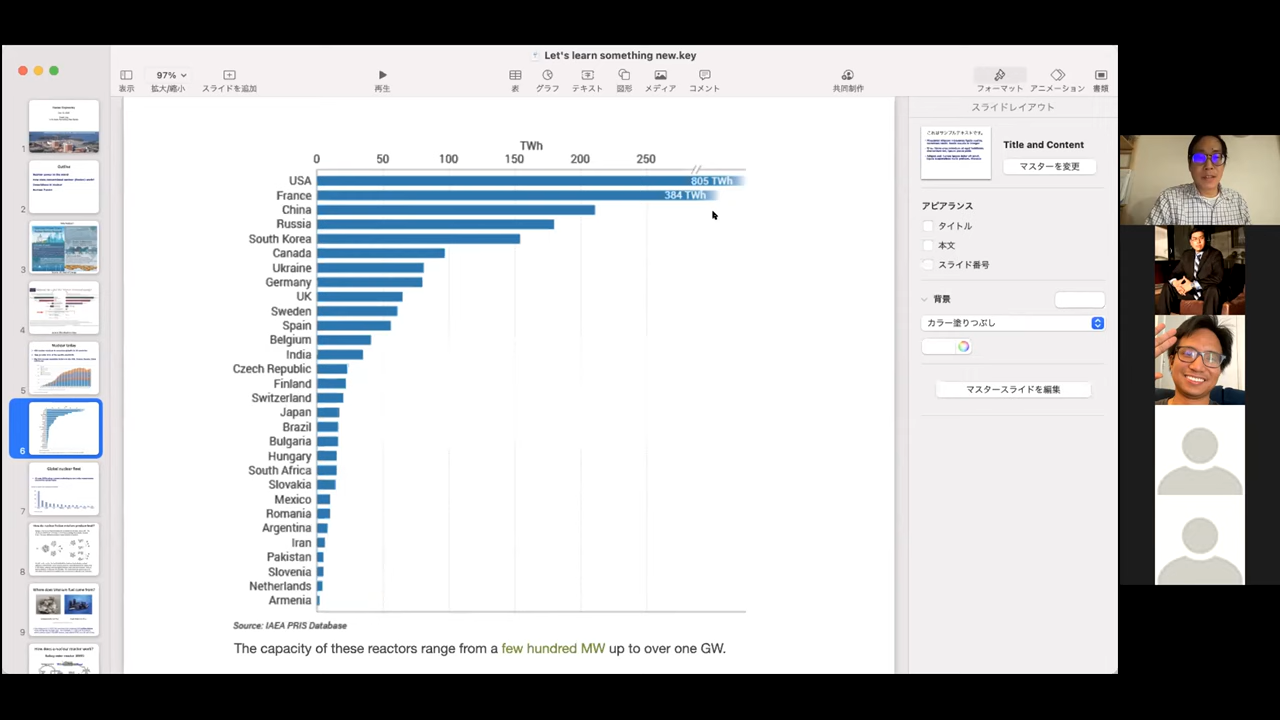 Let's learn something new.key
97%
表示
拡大/縮小
スライドを追加
再生
表
グラフ
テキスト
図形
メディア
コメント
共同制作
フォーマット
アニメーション
書類
スライドレイアウト
Title and Content
マスターを変更
アピアランス
タイトル
本文
スライド番号
背景
カラー塗りつぶし
マスタースライドを編集
1
2
Outline
3
4
5
6
7
Global nuclear fleet
8
9
Where does Uranium fuel come from?
TWh
0 50 100 150 200 250
USA 805 TWh
France 384 TWh
China
Russia
South Korea
Canada
Ukraine
Germany
UK
Sweden
Spain
Belgium
India
Czech Republic
Finland
Switzerland
Japan
Brazil
Bulgaria
Hungary
South Africa
Slovakia
Mexico
Romania
Argentina
Iran
Pakistan
Slovenia
Netherlands
Armenia
Source: IAEA PRIS Database
The capacity of these reactors range from a few hundred MW up to over one GW.